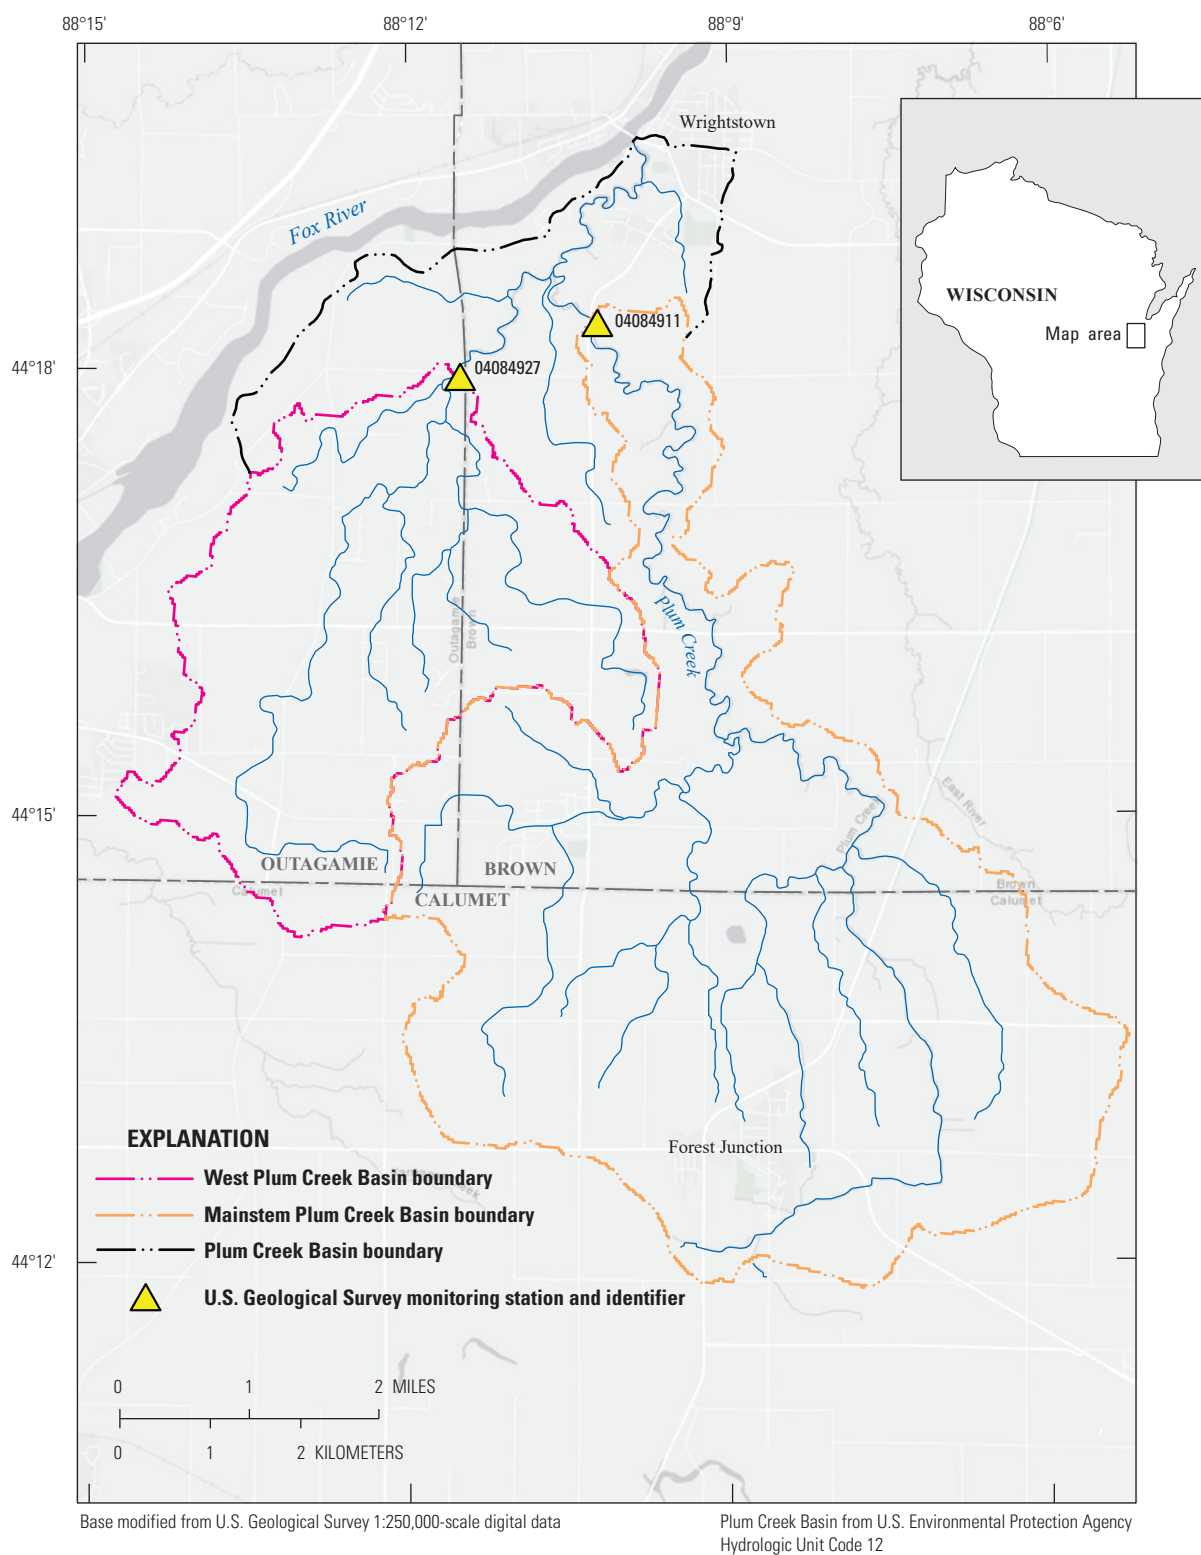 88°15'
88°12'
88°9'
88°6'
Wrightstown
Fox River
WISCONSIN
Map area
04084911
04084927
44°18'
Outagamie
Brown
Plum Creek
East River
Plum Creek
44°15'
OUTAGAMIE
BROWN
Calumet
CALUMET
Brown
Calumet
Forest Junction
EXPLANATION
West Plum Creek Basin boundary
Mainstem Plum Creek Basin boundary
Plum Creek Basin boundary
44°12'
U.S. Geological Survey monitoring station and identifier
0 1 2 MILES
0 1 2 KILOMETERS
Base modified from U.S. Geological Survey 1:250,000-scale digital data
Plum Creek Basin from U.S. Environmental Protection Agency
Hydrologic Unit Code 12